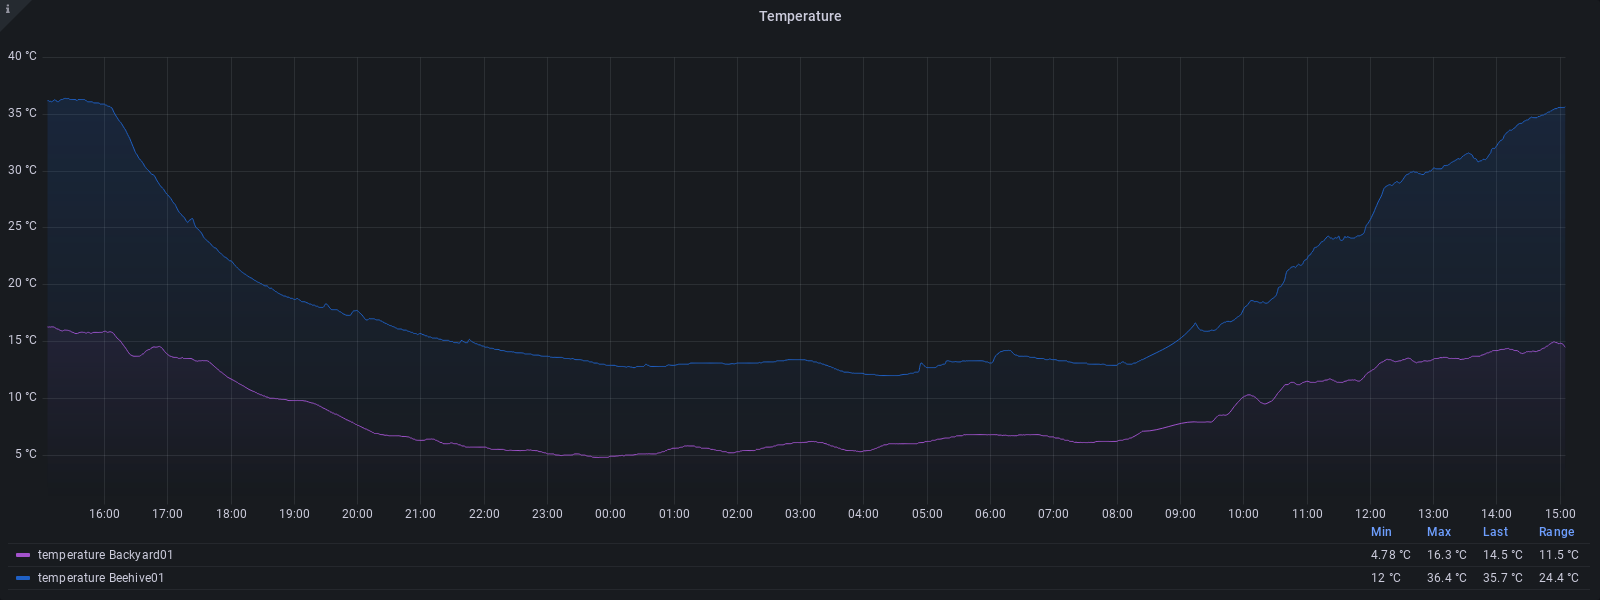 i
Temperature
40 °C
35 °C
30 °C
25 °C
20 °C
15 °C
10 °C
5 °C
16:00 17:00 18:00 19:00 20:00 21:00 22:00 23:00 00:00 01:00 02:00 03:00 04:00 05:00 06:00 07:00 08:00 09:00 10:00 11:00 12:00 13:00 14:00 15:00
Min Max Last Range
temperature Backyard01 4.78 °C 16.3 °C 14.5 °C 11.5 °C
temperature Beehive01 12 °C 36.4 °C 35.7 °C 24.4 °C